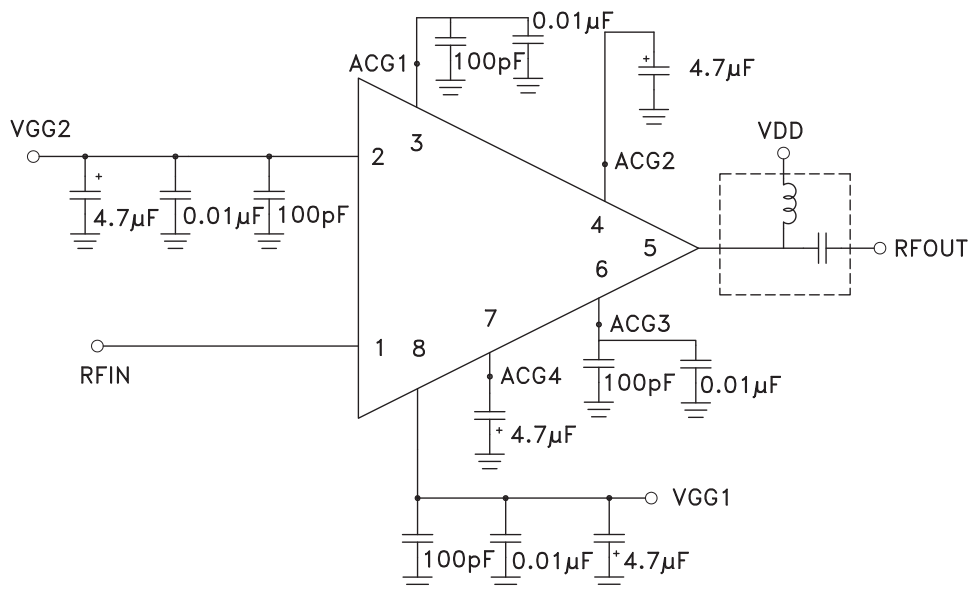 0.01µF
ACG1
100pF
+
4.7µF
VGG2
3
VDD
2
ACG2
+
4.7µF
0.01µF
100pF
4
5
RFOUT
6
7
ACG3
1
8
RFIN
ACG4
100pF
0.01µF
+
4.7µF
VGG1
100pF
0.01µF
+
4.7µF